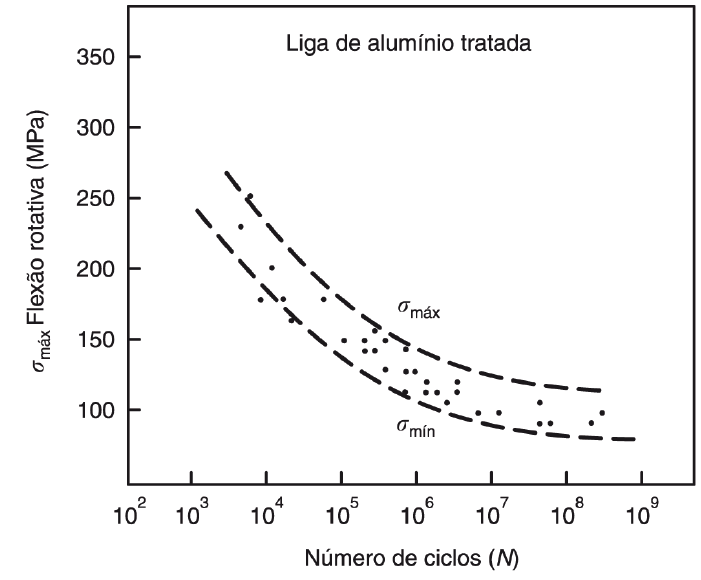 Liga de alumínio tratada
350
300
250
200
150
100
σmáx Flexão rotativa (MPa)
σmáx
σmín
10² 10³ 10⁴ 10⁵ 10⁶ 10⁷ 10⁸ 10⁹
Número de ciclos (N)